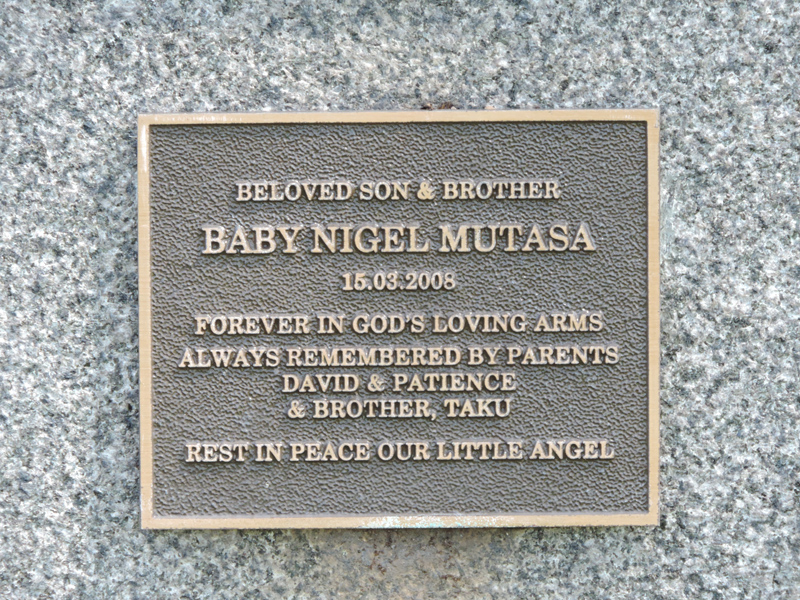 BELOVED SON & BROTHER
BABY NIGEL MUTASA
15.03.2008
FOREVER IN GOD'S LOVING ARMS
ALWAYS REMEMBERED BY PARENTS
DAVID & PATIENCE
& BROTHER, TAKU
REST IN PEACE OUR LITTLE ANGEL